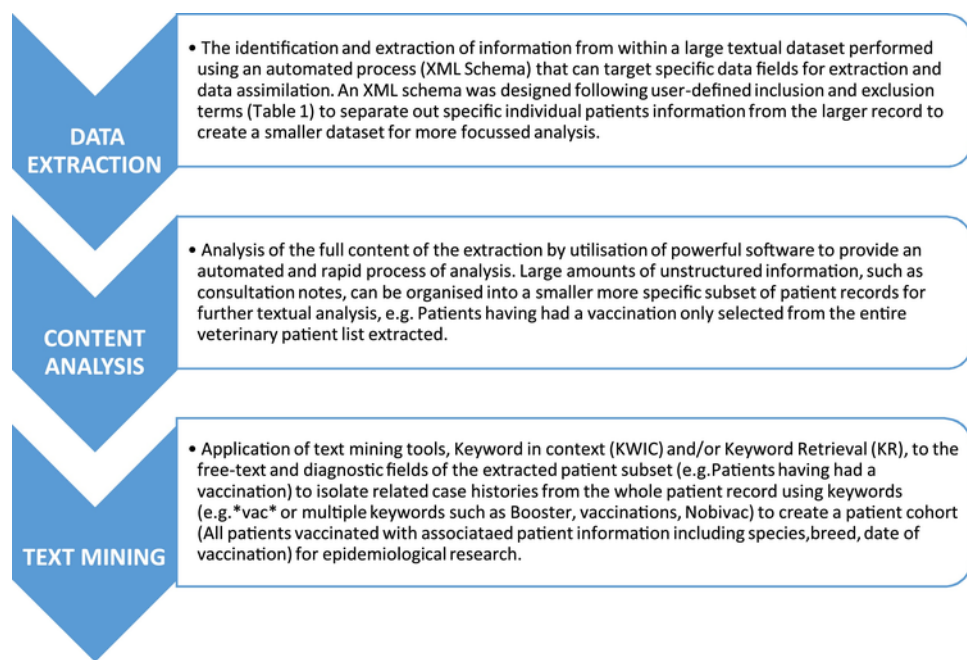 • The identification and extraction of information from within a large textual dataset performed
using an automated process (XML Schema) that can target specific data fields for extraction and
data assimilation. An XML schema was designed following user-defined inclusion and exclusion
terms (Table 1) to separate out specific individual patients information from the larger record to
create a smaller dataset for more focussed analysis.
DATA
EXTRACTION
• Analysis of the full content of the extraction by utilisation of powerful software to provide an
automated and rapid process of analysis. Large amounts of unstructured information, such as
consultation notes, can be organised into a smaller more specific subset of patient records for
further textual analysis, e.g. Patients having had a vaccination only selected from the entire
veterinary patient list extracted.
CONTENT
ANALYSIS
• Application of text mining tools, Keyword in context (KWIC) and/or Keyword Retrieval (KR), to the
free-text and diagnostic fields of the extracted patient subset (e.g.Patients having had a
vaccination) to isolate related case histories from the whole patient record using keywords
(e.g.*vac* or multiple keywords such as Booster, vaccinations, Nobivac) to create a patient cohort
(All patients vaccinated with associataed patient information including species,breed, date of
vaccination) for epidemiological research.
TEXT MINING